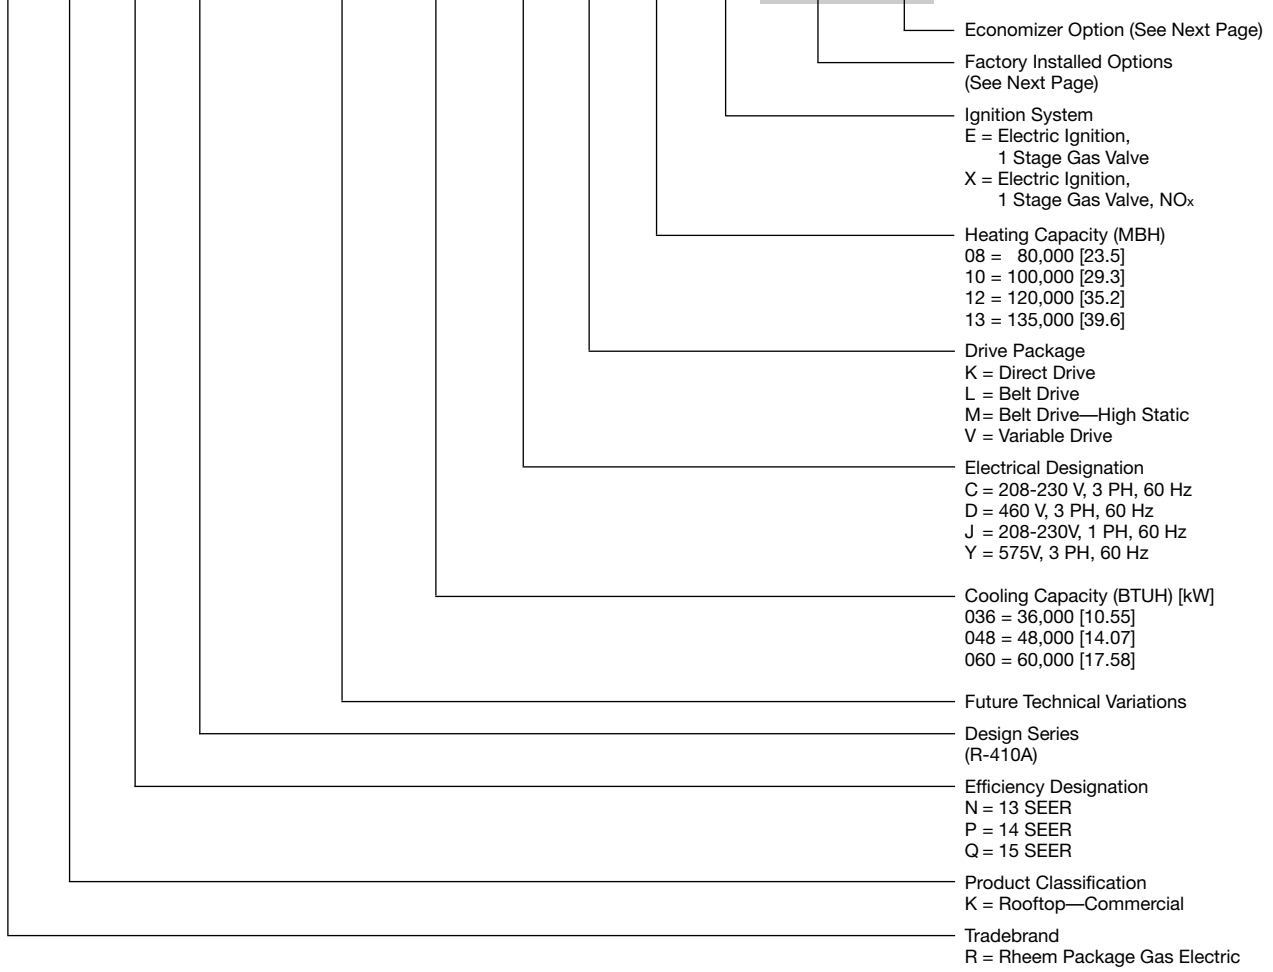 Economizer Option (See Next Page)
Factory Installed Options
(See Next Page)
Ignition System
E = Electric Ignition,
1 Stage Gas Valve
X = Electric Ignition,
1 Stage Gas Valve, NOx
Heating Capacity (MBH)
08 = 80,000 [23.5]
10 = 100,000 [29.3]
12 = 120,000 [35.2]
13 = 135,000 [39.6]
Drive Package
K = Direct Drive
L = Belt Drive
M= Belt Drive—High Static
V = Variable Drive
Electrical Designation
C = 208-230 V, 3 PH, 60 Hz
D = 460 V, 3 PH, 60 Hz
J = 208-230V, 1 PH, 60 Hz
Y = 575V, 3 PH, 60 Hz
Cooling Capacity (BTUH) [kW]
036 = 36,000 [10.55]
048 = 48,000 [14.07]
060 = 60,000 [17.58]
Future Technical Variations
Design Series
(R-410A)
Efficiency Designation
N = 13 SEER
P = 14 SEER
Q = 15 SEER
Product Classification
K = Rooftop—Commercial
Tradebrand
R = Rheem Package Gas Electric